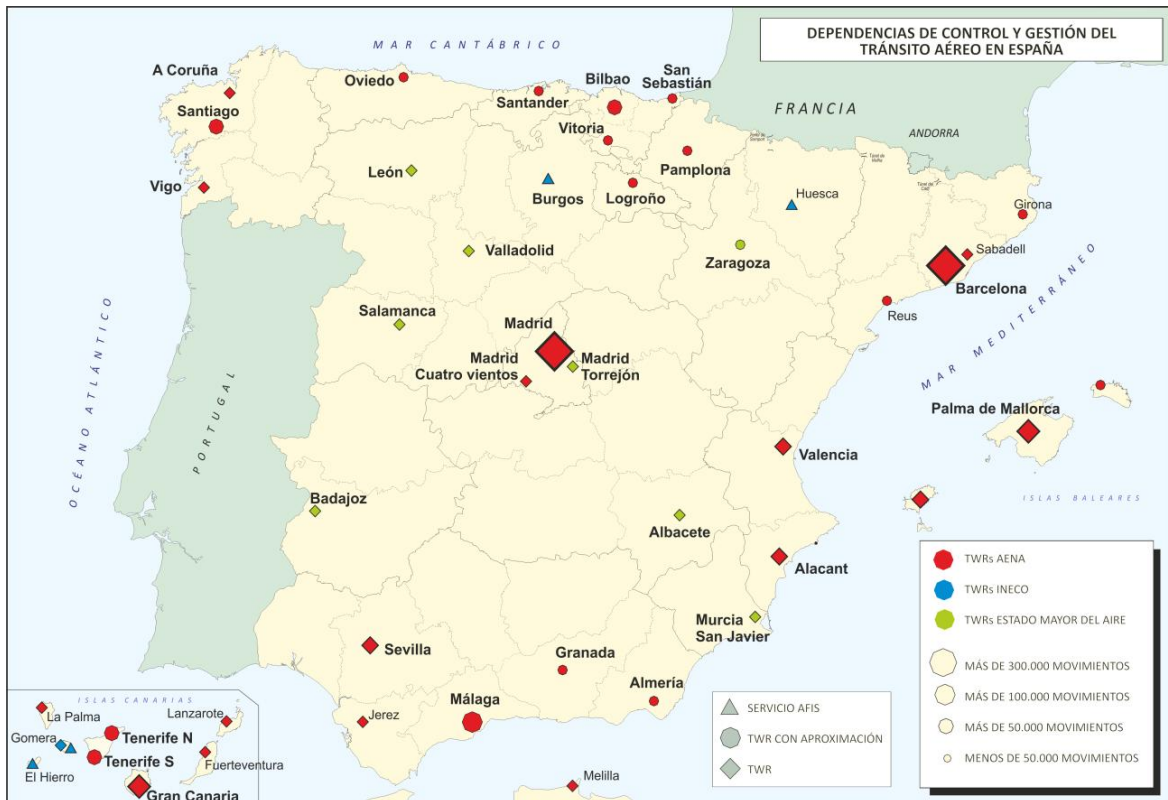 DEPENDENCIAS DE CONTROL Y GESTIÓN DEL
TRÁNSITO AÉREO EN ESPAÑA
MAR CANTÁBRICO
A Coruña
Oviedo
Santander
Bilbao
San
Sebastián
FRANCIA
ANDORRA
Santiago
Vitoria
Pamplona
León
Vigo
Burgos
Logroño
Huesca
Girona
Valladolid
Zaragoza
Sabadell
Barcelona
Reus
Salamanca
Madrid
Madrid
Cuatro vientos
Madrid
Torrejón
MAR MEDITERRÁNEO
OCÉANO ATLÁNTICO
PORTUGAL
Palma de Mallorca
Valencia
ISLAS BALEARES
Badajoz
Albacete
Alacant
Murcia
San Javier
Sevilla
Granada
Almería
Málaga
Jerez
Melilla
ISLAS CANARIAS
La Palma
Lanzarote
Gomera
Tenerife N
Tenerife S
El Hierro
Fuerteventura
Gran Canaria
SERVICIO AFIS
TWR CON APROXIMACIÓN
TWR
TWRs AENA
TWRs INECO
TWRs ESTADO MAYOR DEL AIRE
MÁS DE 300.000 MOVIMIENTOS
MÁS DE 100.000 MOVIMIENTOS
MÁS DE 50.000 MOVIMIENTOS
MENOS DE 50.000 MOVIMIENTOS